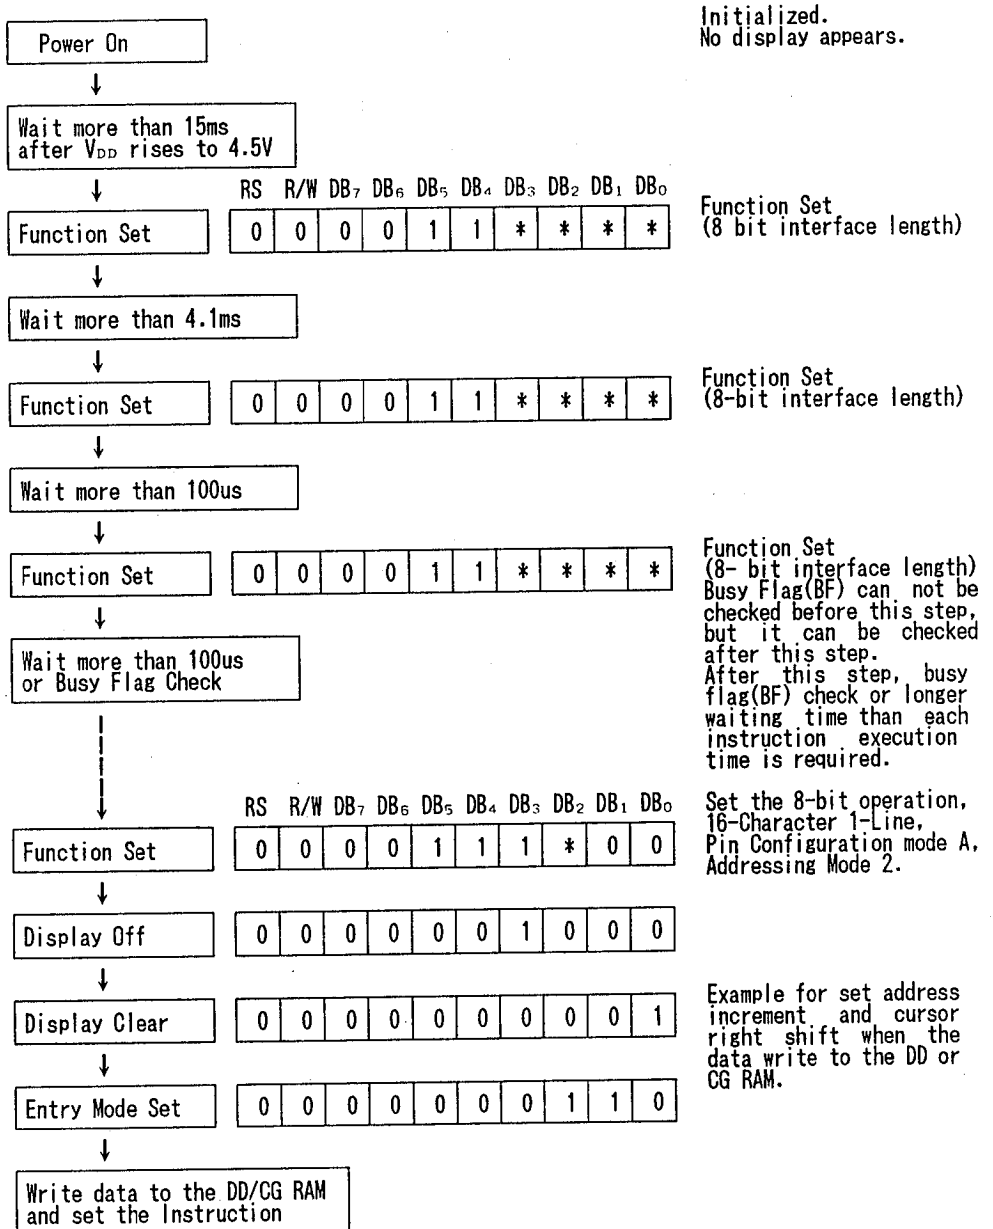 Initialized.
Power On
No display appears.
↓
Wait more than 15ms
after VDD rises to 4.5V
↓
RS R/W DB7 DB6 DB5 DB4 DB3 DB2 DB1 DB0
Function Set 0 0 0 0 1 1 * * * *
Function Set
(8 bit interface length)
↓
Wait more than 4.1ms
↓
Function Set 0 0 0 0 1 1 * * * *
Function Set
(8-bit interface length)
↓
Wait more than 100us
↓
Function Set 0 0 0 0 1 1 * * * *
Function Set
(8- bit interface length)
Busy Flag(BF) can not be
checked before this step,
but it can be checked
after this step.
After this step, busy
flag(BF) check or longer
waiting time than each
instruction execution
time is required.
↓
Wait more than 100us
or Busy Flag Check
↓
RS R/W DB7 DB6 DB5 DB4 DB3 DB2 DB1 DB0
Function Set 0 0 0 0 1 1 1 * 0 0
Set the 8-bit operation,
16-Character 1-Line,
Pin Configuration mode A,
Addressing Mode 2.
↓
Display Off 0 0 0 0 0 0 1 0 0 0
↓
Display Clear 0 0 0 0 0 0 0 0 0 1
Example for set address
increment and cursor
right shift when the
data write to the DD or
CG RAM.
↓
Entry Mode Set 0 0 0 0 0 0 0 1 1 0
↓
Write data to the DD/CG RAM
and set the Instruction